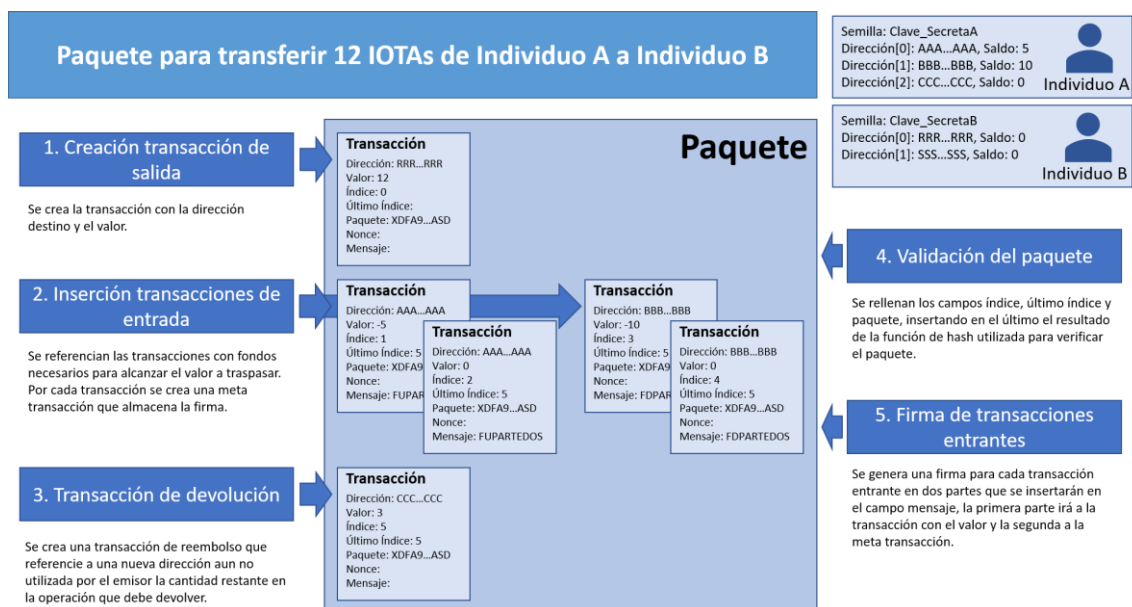 Paquete para transferir 12 IOTAs de Individuo A a Individuo B
Semilla: Clave_SecretaA
Dirección[0]: AAA...AAA, Saldo: 5
Dirección[1]: BBB...BBB, Saldo: 10
Dirección[2]: CCC...CCC, Saldo: 0
Individuo A
Semilla: Clave_SecretaB
Dirección[0]: RRR...RRR, Saldo: 0
Dirección[1]: SSS...SSS, Saldo: 0
Individuo B
1. Creación transacción de
salida
Se crea la transacción con la dirección
destino y el valor.
2. Inserción transacciones de
entrada
Se referencian las transacciones con fondos
necesarios para alcanzar el valor a traspasar.
Por cada transacción se crea una meta
transacción que almacena la firma.
3. Transacción de devolución
Se crea una transacción de reembolso que
referencie a una nueva dirección aun no
utilizada por el emisor la cantidad restante en
la operación que debe devolver.
Paquete
Transacción
Dirección: RRR...RRR
Valor: 12
Índice: 0
Último Índice:
Paquete: XDFA9...ASD
Nonce:
Mensaje:
Transacción
Dirección: AAA...AAA
Valor: -5
Índice: 1
Último Índice: 5
Paquete: XDFA9
Nonce:
Mensaje: FUPAR
Transacción
Dirección: AAA...AAA
Valor: 0
Índice: 2
Último Índice: 5
Paquete: XDFA9...ASD
Nonce:
Mensaje: FUPARTEDOS
Transacción
Dirección: BBB...BBB
Valor: -10
Índice: 3
Último Índice: 5
Paquete: XDFA9
Nonce:
Mensaje: FDPAR
Transacción
Dirección: BBB...BBB
Valor: 0
Índice: 4
Último Índice: 5
Paquete: XDFA9...ASD
Nonce:
Mensaje: FDPARTEDOS
Transacción
Dirección: CCC...CCC
Valor: 3
Índice: 5
Último Índice: 5
Paquete: XDFA9...ASD
Nonce:
Mensaje:
4. Validación del paquete
Se rellenan los campos índice, último índice y
paquete, insertando en el último el resultado
de la función de hash utilizada para verificar
el paquete.
5. Firma de transacciones
entrantes
Se genera una firma para cada transacción
entrante en dos partes que se insertarán en
el campo mensaje, la primera parte irá a la
transacción con el valor y la segunda a la
meta transacción.